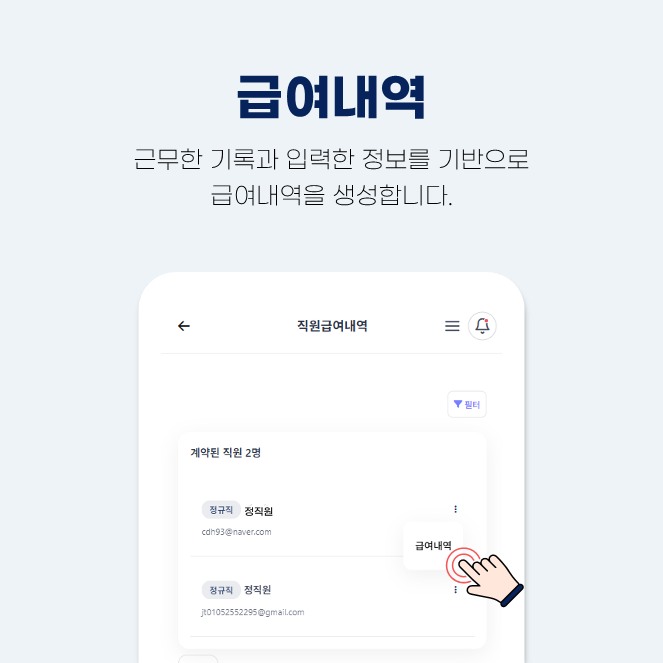 급여내역
근무한 기록과 입력한 정보를 기반으로
급여내역을 생성합니다.
직원급여내역
필터
계약된 직원 2명
정규직 정직원
cdh93@naver.com
급여내역
정규직 정직원
jt01052552295@gmail.com